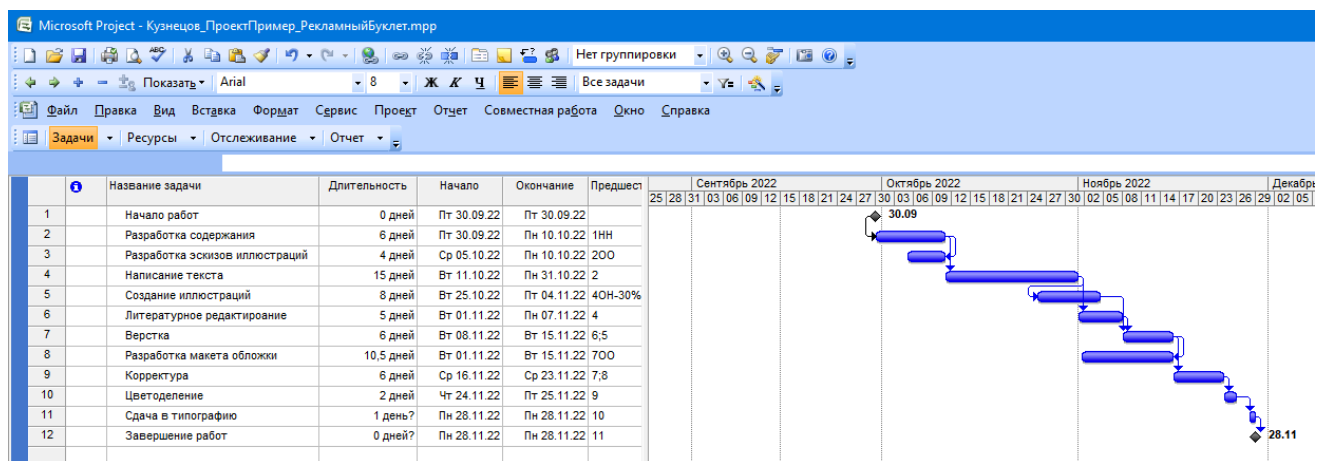 Microsoft Project - Кузнецов_ПроектПример_РекламныйБуклет.mpp
Нет группировки
Показать Arial 8 Ж К Ч Все задачи
Файл Правка Вид Вставка Формат Сервис Проект Отчет Совместная работа Окно Справка
Задачи Ресурсы Отслеживание Отчет
Название задачи Длительность Начало Окончание Предшест Сентябрь 2022 Октябрь 2022 Ноябрь 2022 Декабрь
25 28 31 03 06 09 12 15 18 21 24 27 30 03 06 09 12 15 18 21 24 27 30 02 05 08 11 14 17 20 23 26 29 02 05
1 Начало работ 0 дней Пт 30.09.22 Пт 30.09.22 30.09
2 Разработка содержания 6 дней Пт 30.09.22 Пн 10.10.22 1НН
3 Разработка эскизов иллюстраций 4 дней Ср 05.10.22 Пн 10.10.22 2ОО
4 Написание текста 15 дней Вт 11.10.22 Пн 31.10.22 2
5 Создание иллюстраций 8 дней Вт 25.10.22 Пт 04.11.22 4ОН-30%
6 Литературное редактироание 5 дней Вт 01.11.22 Пн 07.11.22 4
7 Верстка 6 дней Вт 08.11.22 Вт 15.11.22 6;5
8 Разработка макета обложки 10,5 дней Вт 01.11.22 Вт 15.11.22 7ОО
9 Корректура 6 дней Ср 16.11.22 Ср 23.11.22 7;8
10 Цветоделение 2 дней Чт 24.11.22 Пт 25.11.22 9
11 Сдача в типографию 1 день? Пн 28.11.22 Пн 28.11.22 10
12 Завершение работ 0 дней? Пн 28.11.22 Пн 28.11.22 11 28.11